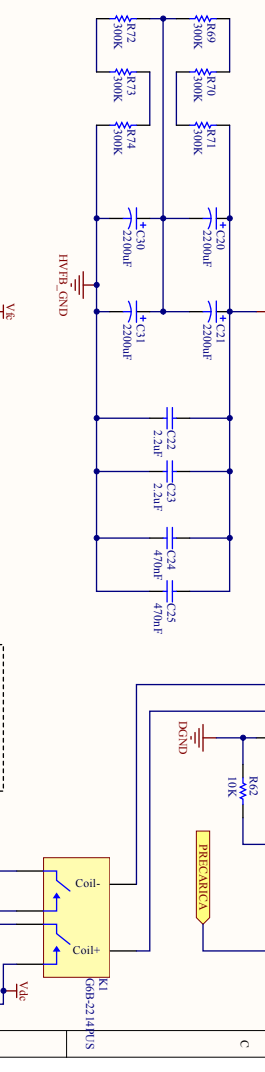 R72
300K
R69
300K
R73
300K
R70
300K
R74
300K
R71
300K
C30
2200uF
C20
2200uF
HVFB_GND
C31
2200uF
C21
2200uF
Vfc
C22
2.2uF
C23
2.2uF
C24
470nF
C25
470nF
DGND
R62
10K
PRECARICA
Coil-
Coil+
K1
G6B-2214PUS
Vdc
C